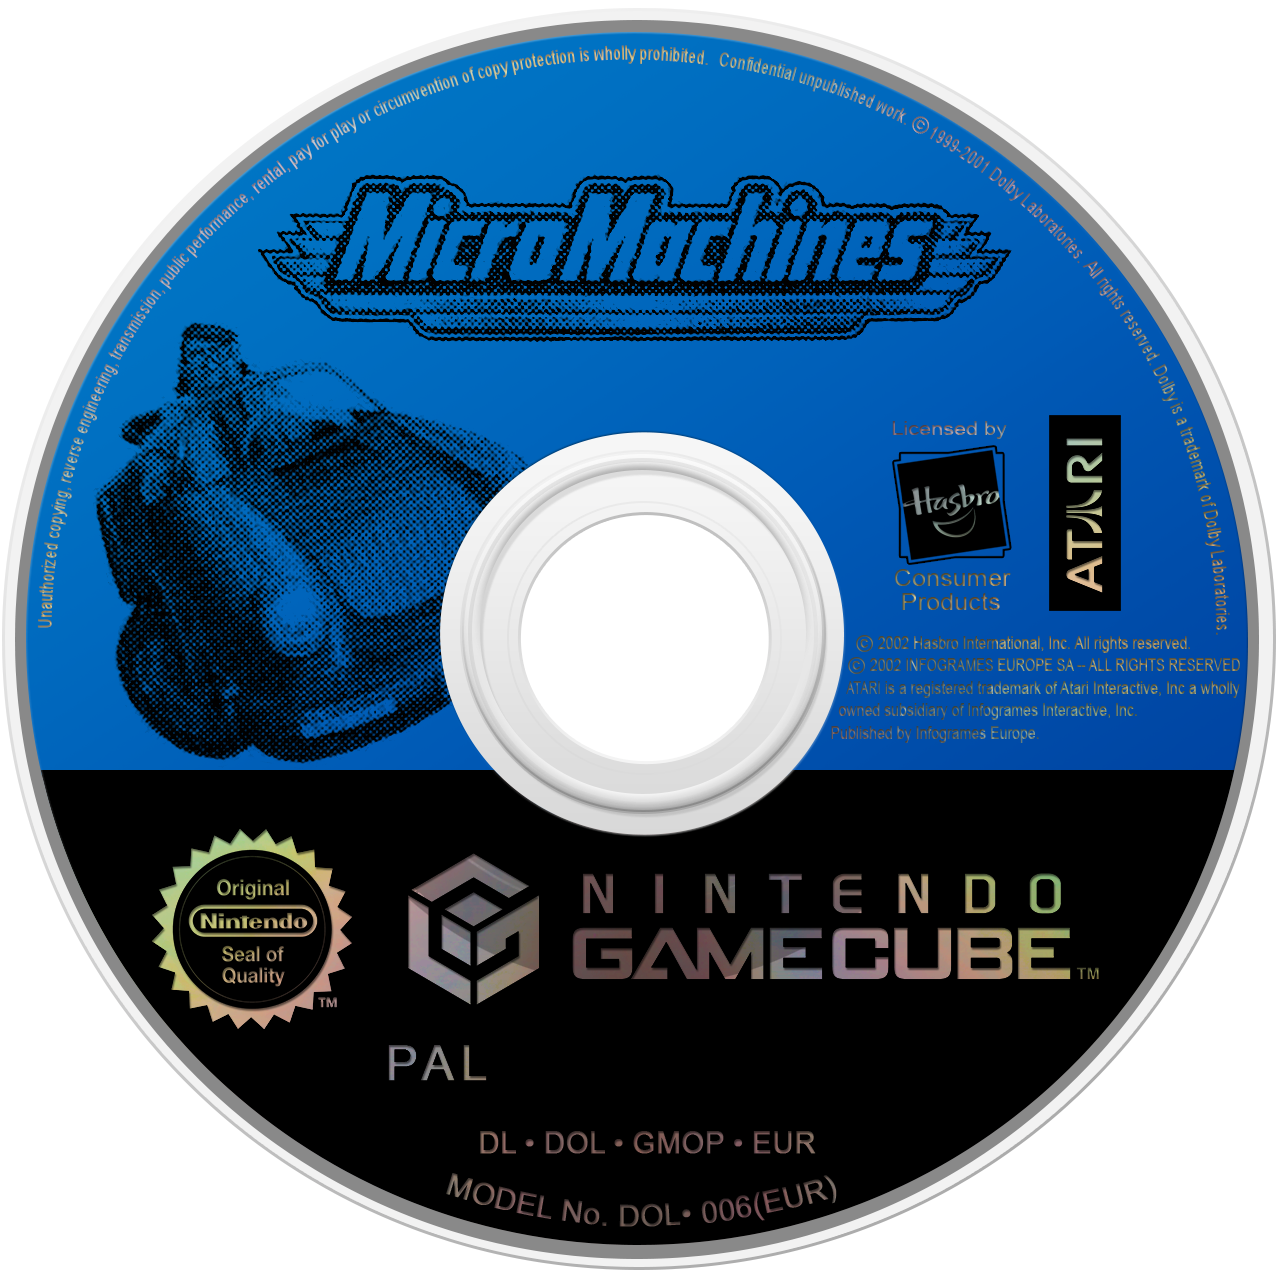 Unauthorized copying, reverse engineering, transmission, public performance, rental, pay for play or circumvention of copy protection is wholly prohibited. Confidential unpublished work. © 1999-2001 Dolby Laboratories. All rights reserved. Dolby is a trademark of Dolby Laboratories.
MicroMachines
Licensed by
Hasbro
Consumer
Products
ATARI
© 2002 Hasbro International, Inc. All rights reserved.
© 2002 INFOGRAMES EUROPE SA – ALL RIGHTS RESERVED
ATARI is a registered trademark of Atari Interactive, Inc a wholly
owned subsidiary of Infogrames Interactive, Inc.
Published by Infogrames Europe.
Original
Nintendo
Seal of
Quality
TM
NINTENDO
GAMECUBE TM
PAL
DL • DOL • GMOP • EUR
MODEL No. DOL• 006(EUR)